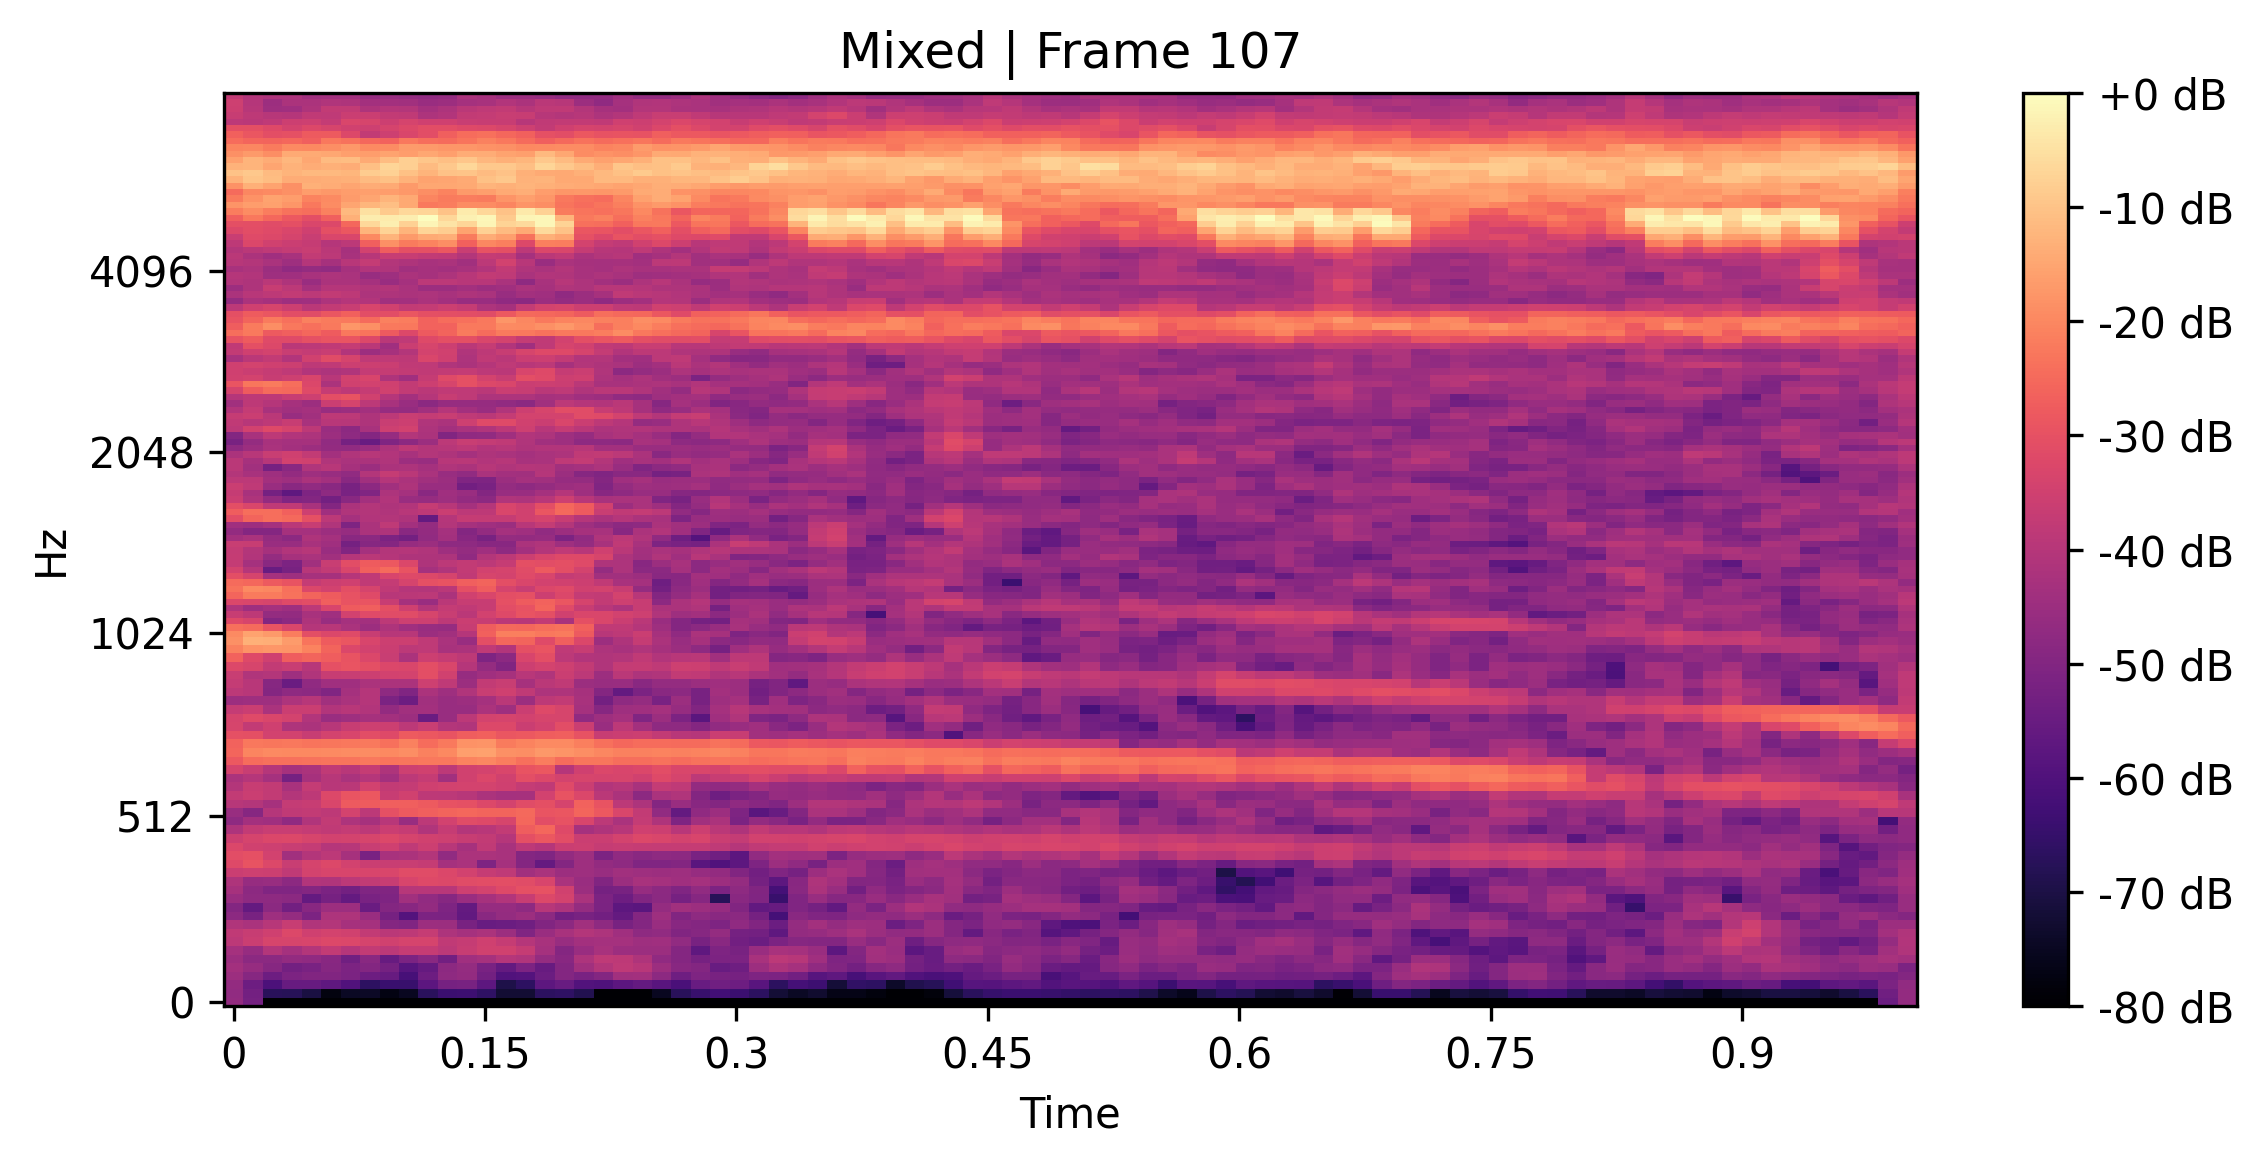 Mixed | Frame 107
+0 dB
-10 dB
4096
-20 dB
-30 dB
2048
-40 dB
Hz
1024
-50 dB
512
-60 dB
-70 dB
0
-80 dB
0 0.15 0.3 0.45 0.6 0.75 0.9
Time